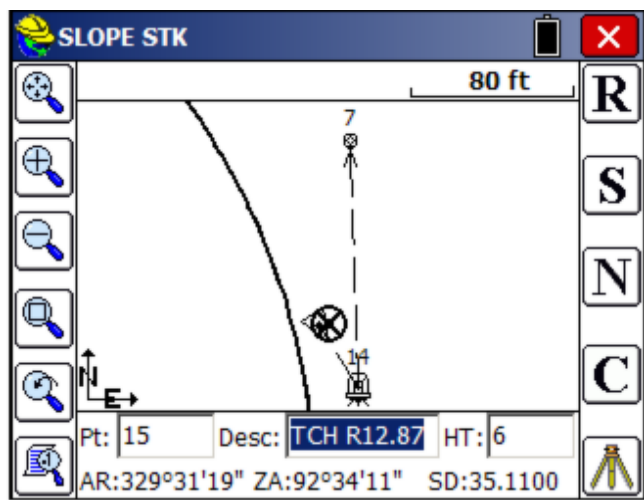 SLOPE STK
80 ft
R
7
S
N
14
C
N
E
Pt: 15 Desc: TCH R12.87 HT: 6
AR:329°31'19" ZA:92°34'11" SD:35.1100